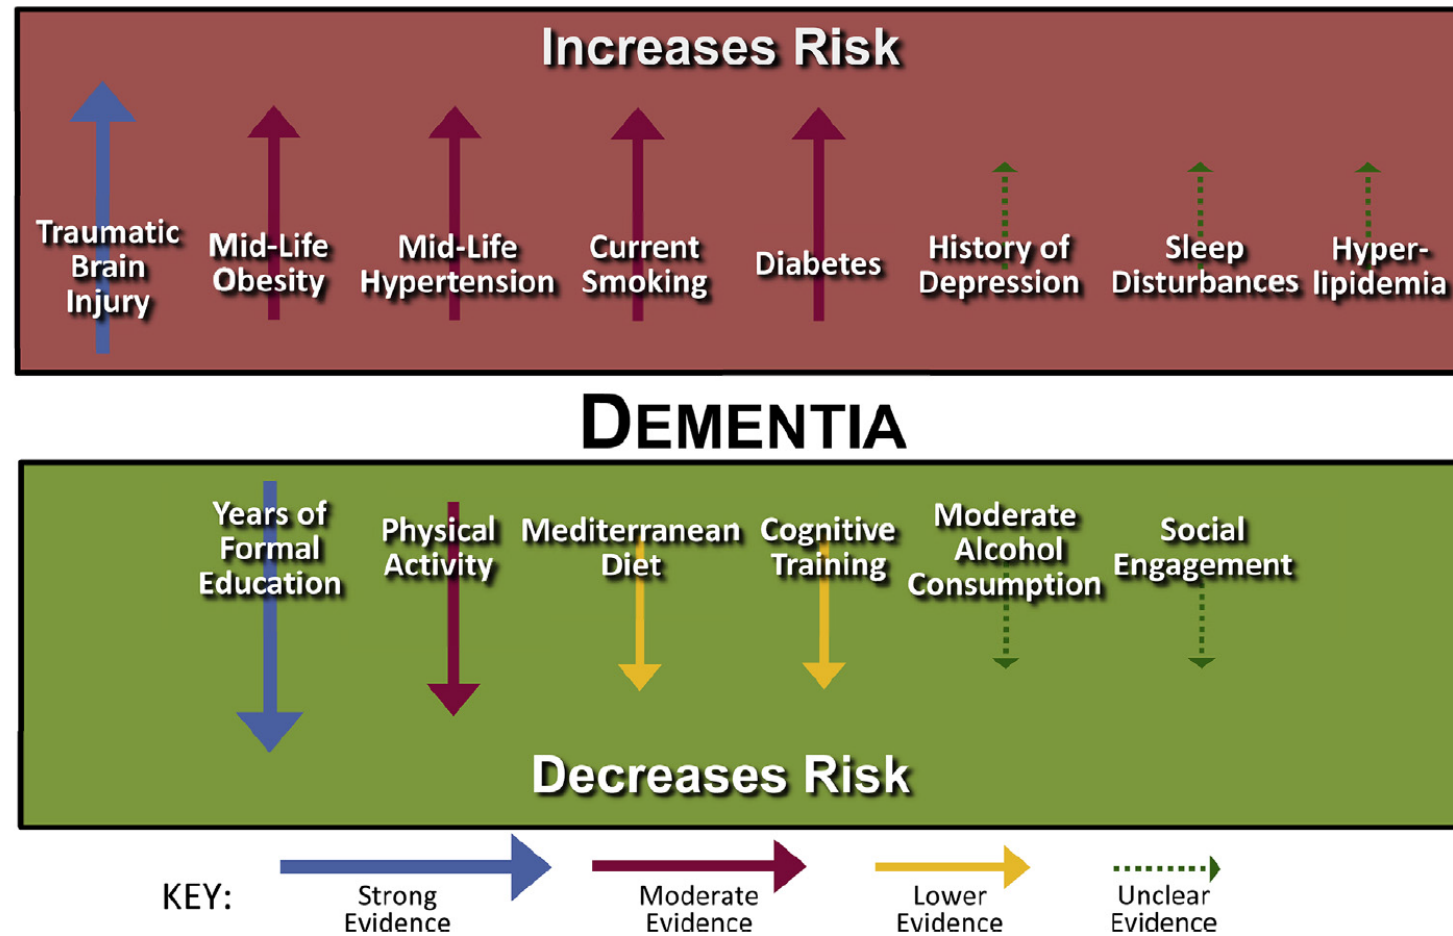 Increases Risk
Traumatic
Brain
Injury
Mid-Life
Obesity
Mid-Life
Hypertension
Current
Smoking
Diabetes
History of
Depression
Sleep
Disturbances
Hyper-
lipidemia
DEMENTIA
Years of
Formal
Education
Physical
Activity
Mediterranean
Diet
Cognitive
Training
Moderate
Alcohol
Consumption
Social
Engagement
Decreases Risk
KEY:
Strong
Evidence
Moderate
Evidence
Lower
Evidence
Unclear
Evidence